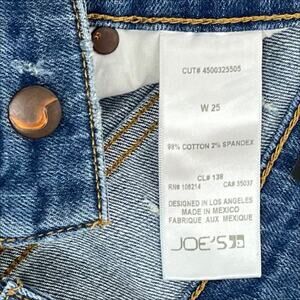 CUT# 4500325505
W 25
98% COTTON 2% SPANDEX
CL# 138
RN# 108214 CA# 35037
DESIGNED IN LOS ANGELES
MADE IN MEXICO
FABRIQUE AUX MEXIQUE
JOE'S